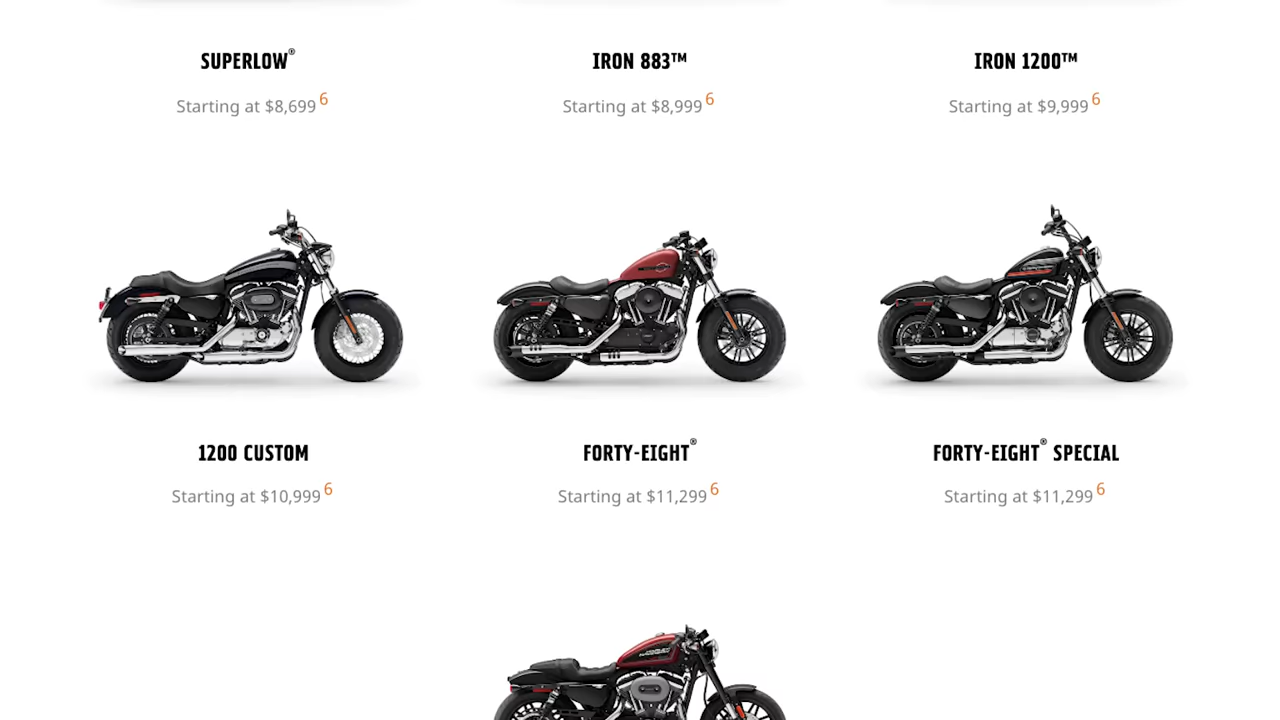 SUPERLOW®
IRON 883™
IRON 1200™
Starting at $8,699 6
Starting at $8,999 6
Starting at $9,999 6
1200 CUSTOM
FORTY-EIGHT®
FORTY-EIGHT® SPECIAL
Starting at $10,999 6
Starting at $11,299 6
Starting at $11,299 6